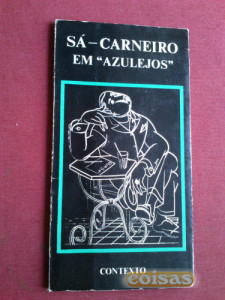 SÁ-CARNEIRO
EM "AZULEJOS"
CONTEXTO
coisas